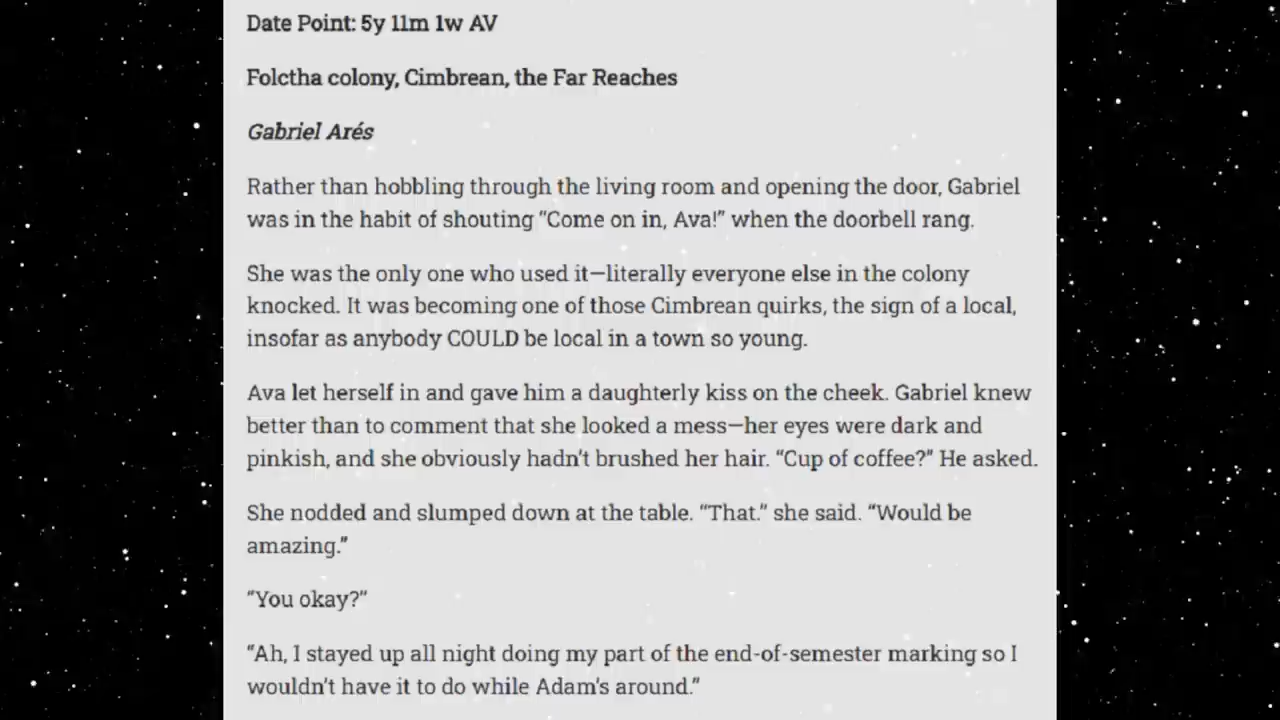 Date Point: 5y 11m 1w AV
Folctha colony, Cimbrean, the Far Reaches
Gabriel Arés
Rather than hobbling through the living room and opening the door, Gabriel
was in the habit of shouting “Come on in, Ava!” when the doorbell rang.
She was the only one who used it—literally everyone else in the colony
knocked. It was becoming one of those Cimbrean quirks, the sign of a local,
insofar as anybody COULD be local in a town so young.
Ava let herself in and gave him a daughterly kiss on the cheek. Gabriel knew
better than to comment that she looked a mess—her eyes were dark and
pinkish, and she obviously hadn’t brushed her hair. “Cup of coffee?” He asked.
She nodded and slumped down at the table. “That.” she said. “Would be
amazing.”
“You okay?”
“Ah, I stayed up all night doing my part of the end-of-semester marking so I
wouldn’t have it to do while Adam’s around.”